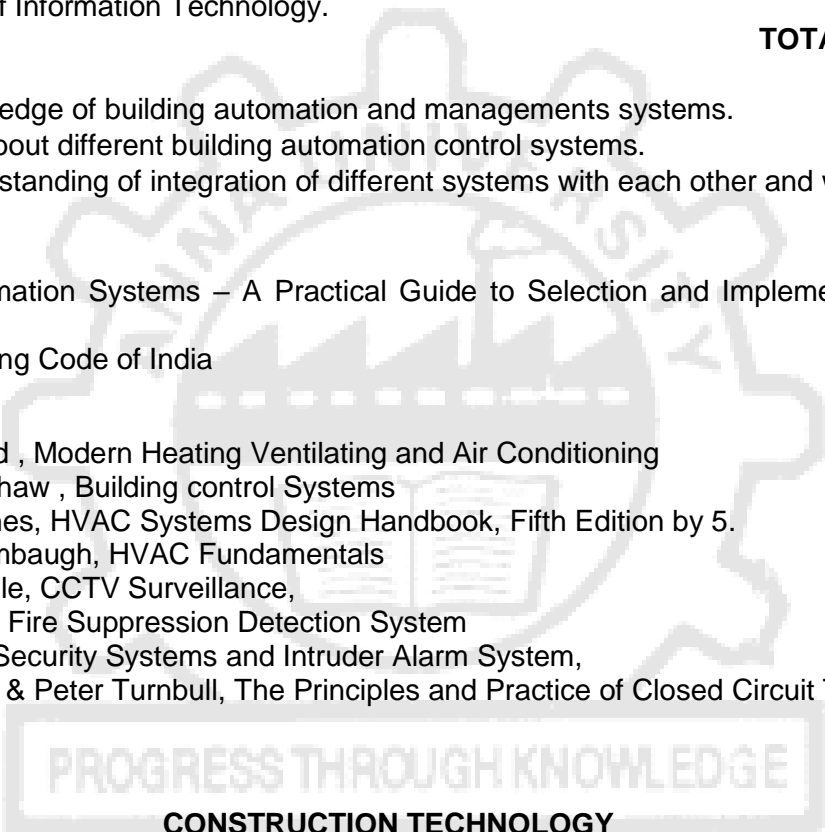 f Information Technology.
TOTA
edge of building automation and managements systems.
bout different building automation control systems.
standing of integration of different systems with each other and
mation Systems – A Practical Guide to Selection and Impleme
ng Code of India
d , Modern Heating Ventilating and Air Conditioning
haw , Building control Systems
nes, HVAC Systems Design Handbook, Fifth Edition by 5.
mbaugh, HVAC Fundamentals
le, CCTV Surveillance,
Fire Suppression Detection System
Security Systems and Intruder Alarm System,
& Peter Turnbull, The Principles and Practice of Closed Circuit
PROGRESS THROUGH KNOWLEDGE
CONSTRUCTION TECHNOLOGY